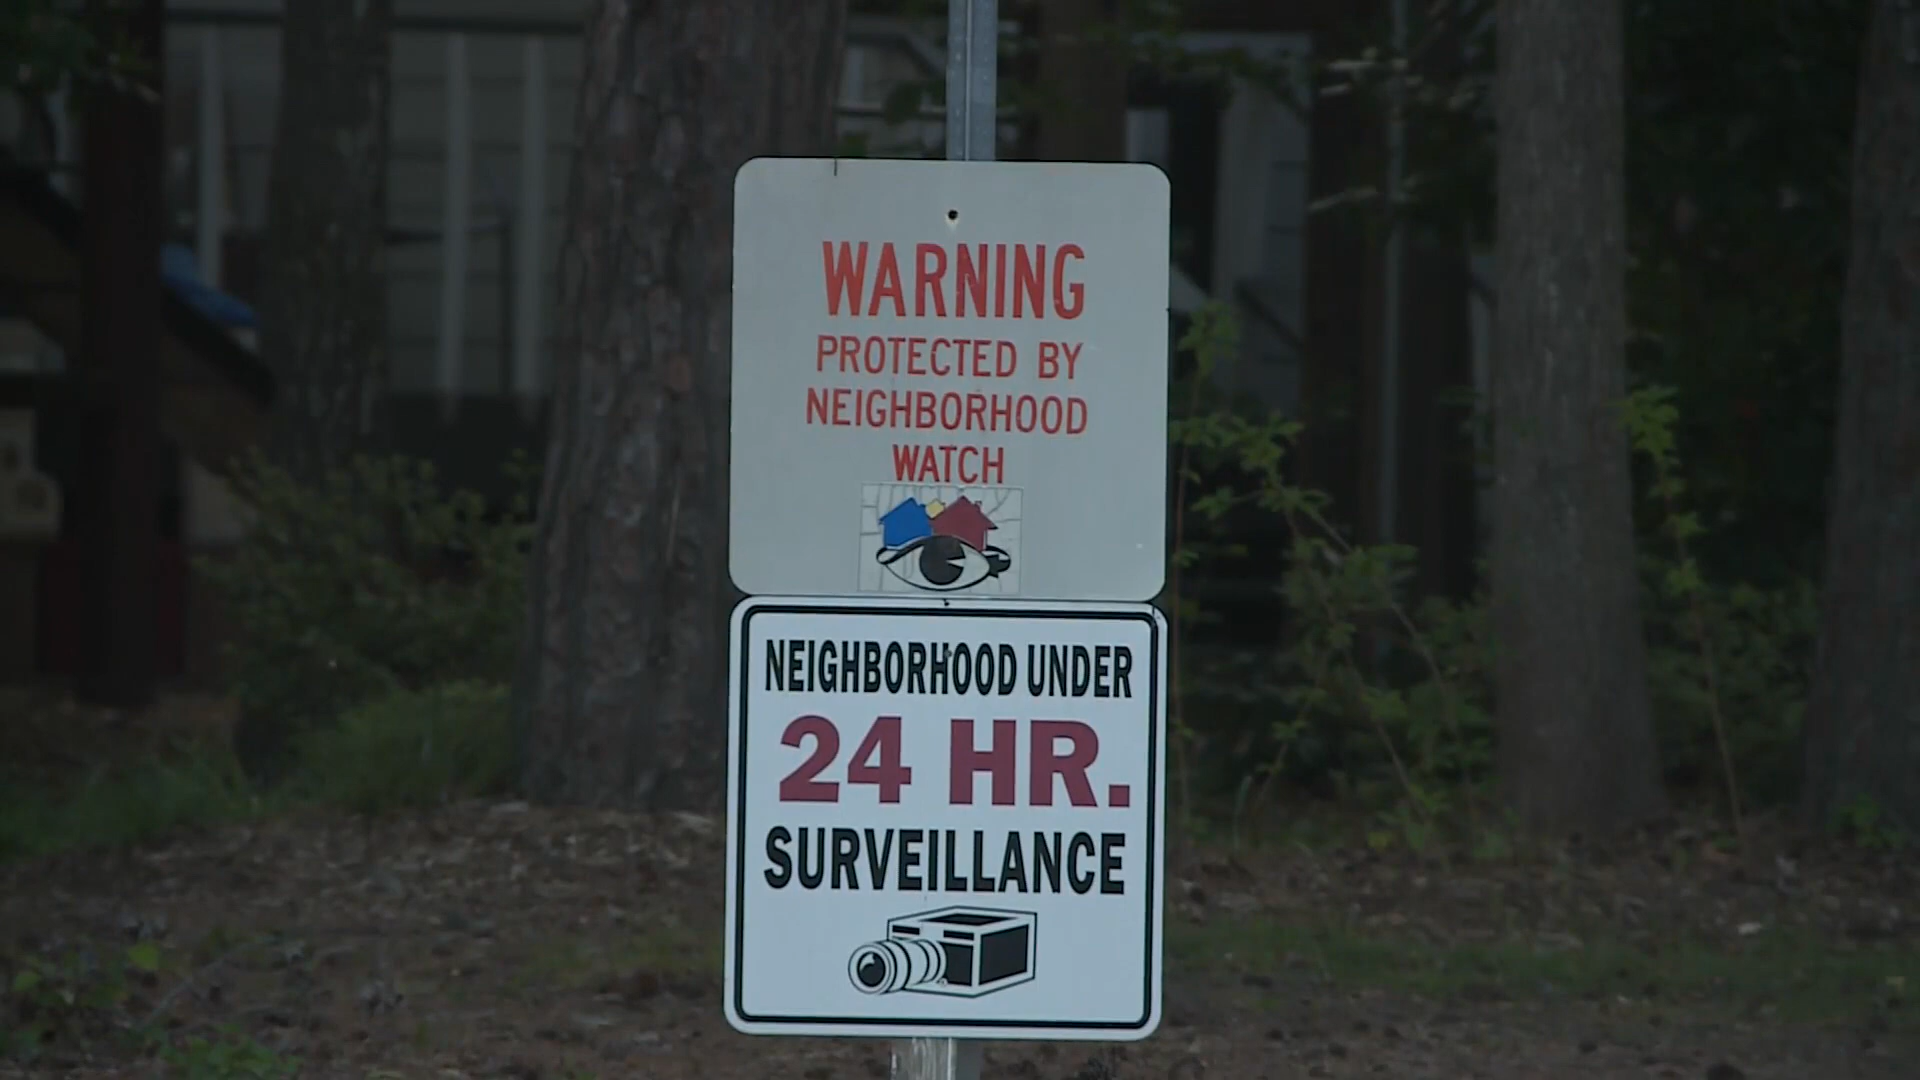 WARNING
PROTECTED BY
NEIGHBORHOOD
WATCH
NEIGHBORHOOD UNDER
24 HR.
SURVEILLANCE